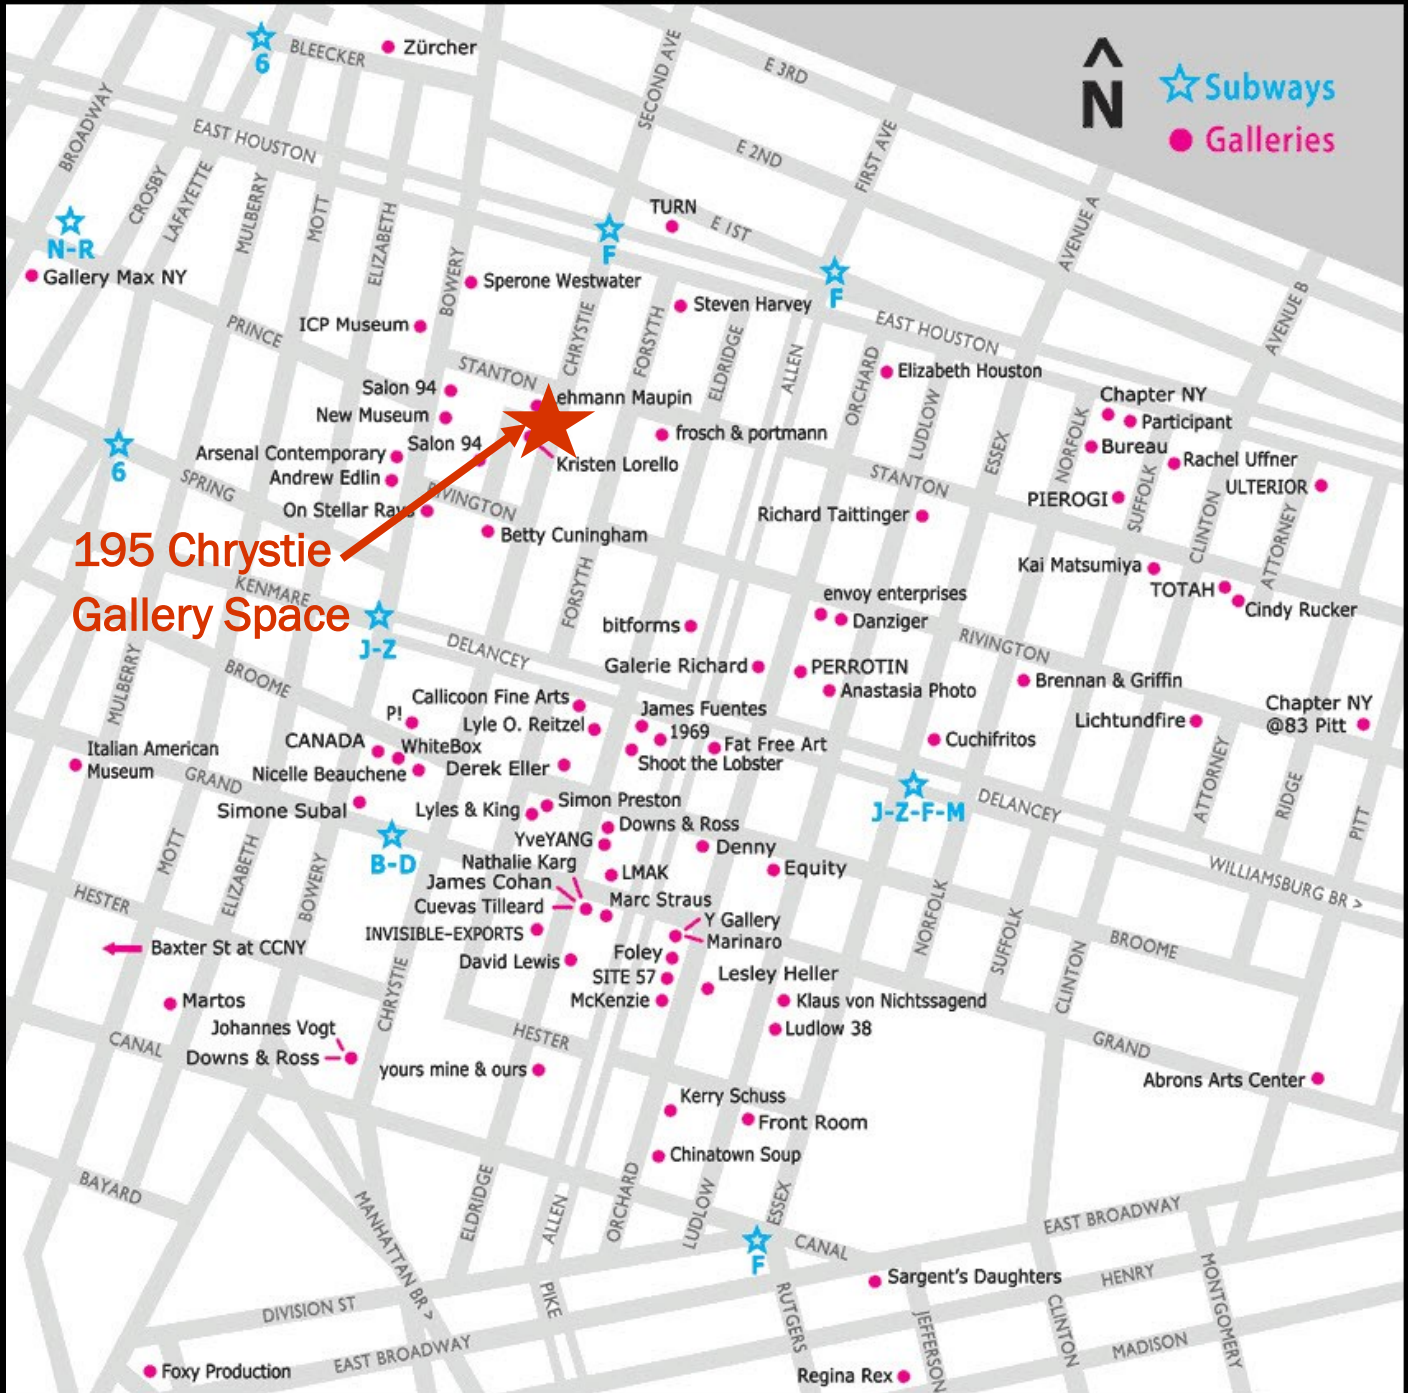 6
BLEECKER
Zürcher
SECOND AVE
E 3RD
N
Subways
Galleries
BROADWAY
EAST HOUSTON
E 2ND
FIRST AVE
CROSBY
LAFAYETTE
MULBERRY
MOTT
ELIZABETH
N-R
TURN
E 1ST
F
AVENUE A
Gallery Max NY
BOWERY
Sperone Westwater
F
AVENUE B
PRINCE
ICP Museum
CHRYSTIE
FORSYTH
Steven Harvey
ELDRIDGE
ALLEN
EAST HOUSTON
STANTON
ORCHARD
Elizabeth Houston
LUDLOW
Salon 94
ehmann Maupin
Chapter NY
New Museum
Participant
6
Arsenal Contemporary
Salon 94
frosch & portmann
ESSEX
NORFOLK
Bureau
Andrew Edlin
Kristen Lorello
STANTON
Rachel Uffner
SPRING
ULTERIOR
On Stellar Rays
RIVINGTON
Richard Taittinger
PIEROGI
SUFFOLK
CLINTON
ATTORNEY
Betty Cuningham
195 Chrystie
Gallery Space
KENMARE
FORSYTH
Kai Matsumiya
TOTAH
Cindy Rucker
envoy enterprises
Danziger
J-Z
bitforms
RIVINGTON
DELANCEY
MULBERRY
BROOME
Galerie Richard
PERROTIN
Brennan & Griffin
Callicoon Fine Arts
Anastasia Photo
P!
Lyle O. Reitzel
James Fuentes
1969
Lichtundfire
Chapter NY
@83 Pitt
CANADA
WhiteBox
Fat Free Art
Cuchifritos
Italian American
Museum
GRAND
Nicelle Beauchene
Derek Eller
Shoot the Lobster
ATTORNEY
RIDGE
PITT
Simone Subal
Lyles & King
Simon Preston
J-Z-F-M
DELANCEY
B-D
YveYANG
Downs & Ross
Denny
MOTT
ELIZABETH
BOWERY
Nathalie Karg
James Cohan
LMAK
Equity
WILLIAMSBURG BR >
HESTER
Cuevas Tilleard
Marc Straus
Y Gallery
Marinaro
NORFOLK
SUFFOLK
BROOME
INVISIBLE-EXPORTS
Baxter St at CCNY
David Lewis
Foley
SITE 57
Lesley Heller
CLINTON
CHRYSTIE
McKenzie
Klaus von Nichtssagend
Martos
Johannes Vogt
Ludlow 38
CANAL
Downs & Ross
HESTER
GRAND
yours mine & ours
Abrons Arts Center
Kerry Schuss
Front Room
Chinatown Soup
BAYARD
MANHATTAN BR >
ELDRIDGE
ALLEN
ORCHARD
LUDLOW
ESSEX
F
CANAL
EAST BROADWAY
Sargent's Daughters
HENRY
MONTGOMERY
DIVISION ST
PIKE
RUTGERS
JEFFERSON
CLINTON
MADISON
EAST BROADWAY
Foxy Production
Regina Rex